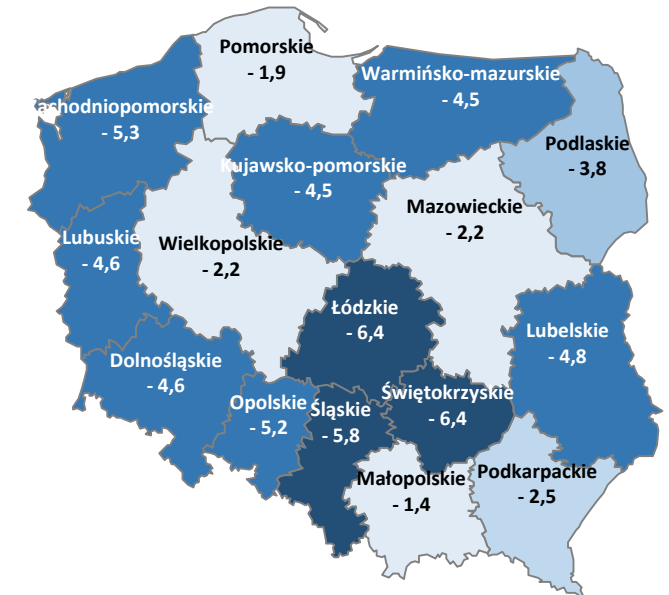 Pomorskie
- 1,9
Warmińsko-mazurskie
- 4,5
Zachodniopomorskie
- 5,3
Podlaskie
- 3,8
Kujawsko-pomorskie
- 4,5
Mazowieckie
- 2,2
Lubuskie
- 4,6
Wielkopolskie
- 2,2
Łódzkie
- 6,4
Lubelskie
- 4,8
Dolnośląskie
- 4,6
Opolskie
- 5,2
Śląskie
- 5,8
Świętokrzyskie
- 6,4
Małopolskie
- 1,4
Podkarpackie
- 2,5